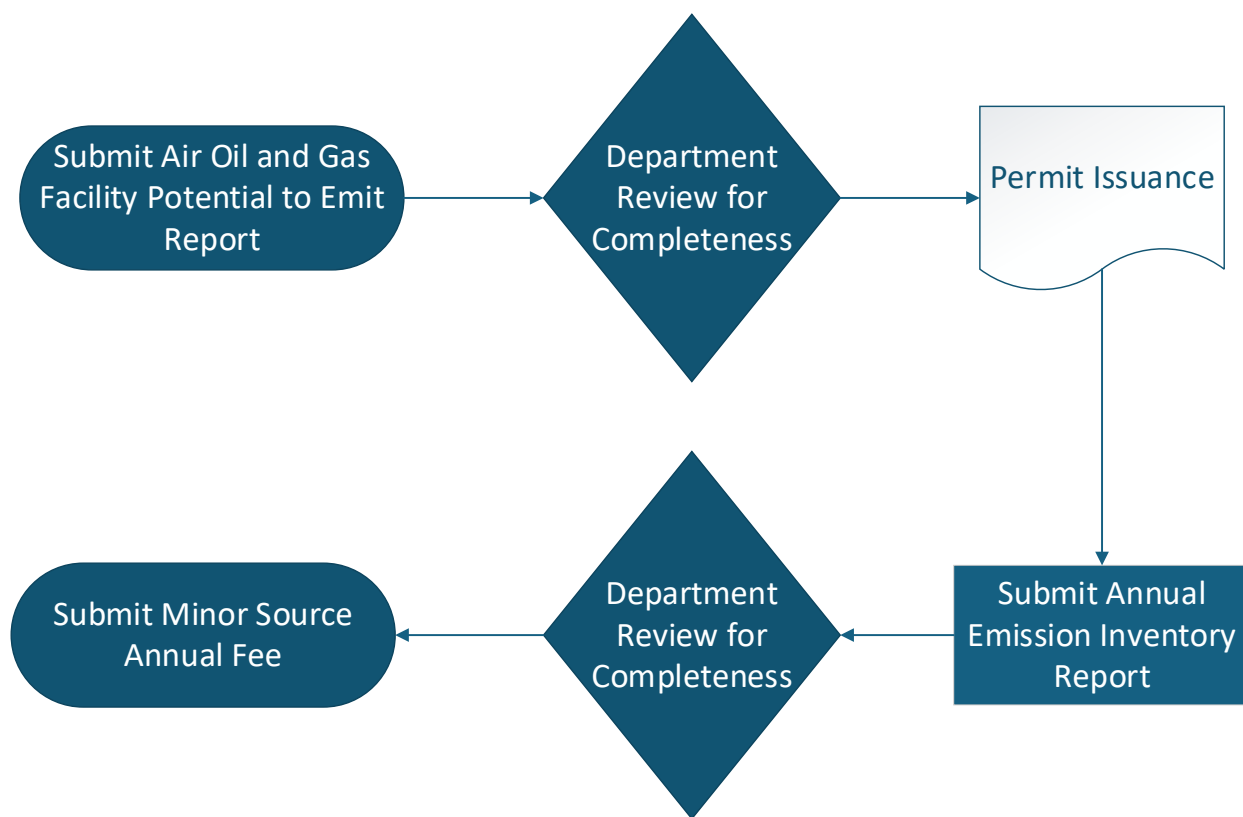 Submit Air Oil and Gas
Facility Potential to Emit
Report
Department
Review for
Completeness
Permit Issuance
Submit Annual
Emission Inventory
Report
Department
Review for
Completeness
Submit Minor Source
Annual Fee